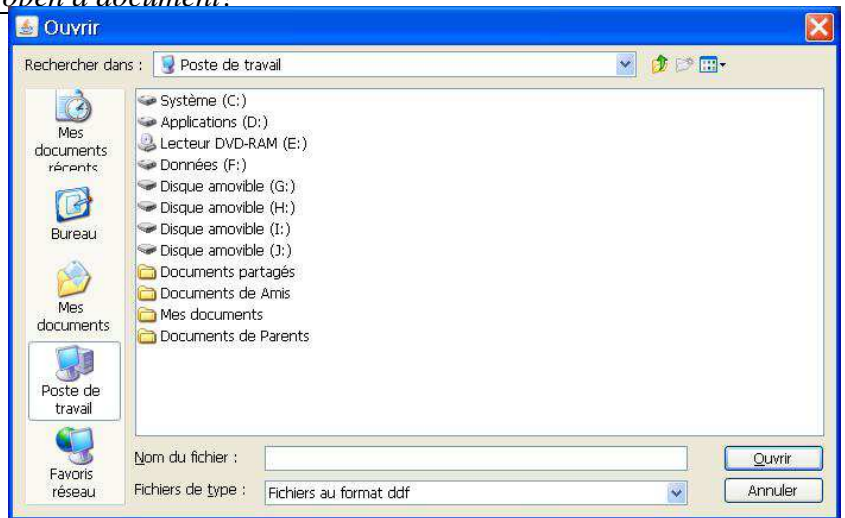 open a document.
Ouvrir
Rechercher dans :
Poste de travail
Mes
documents
récents
Bureau
Mes
documents
Poste de
travail
Favoris
réseau
Système (C:)
Applications (D:)
Lecteur DVD-RAM (E:)
Données (F:)
Disque amovible (G:)
Disque amovible (H:)
Disque amovible (I:)
Disque amovible (J:)
Documents partagés
Documents de Amis
Mes documents
Documents de Parents
Nom du fichier :
Ouvrir
Fichiers de type :
Fichiers au format ddf
Annuler